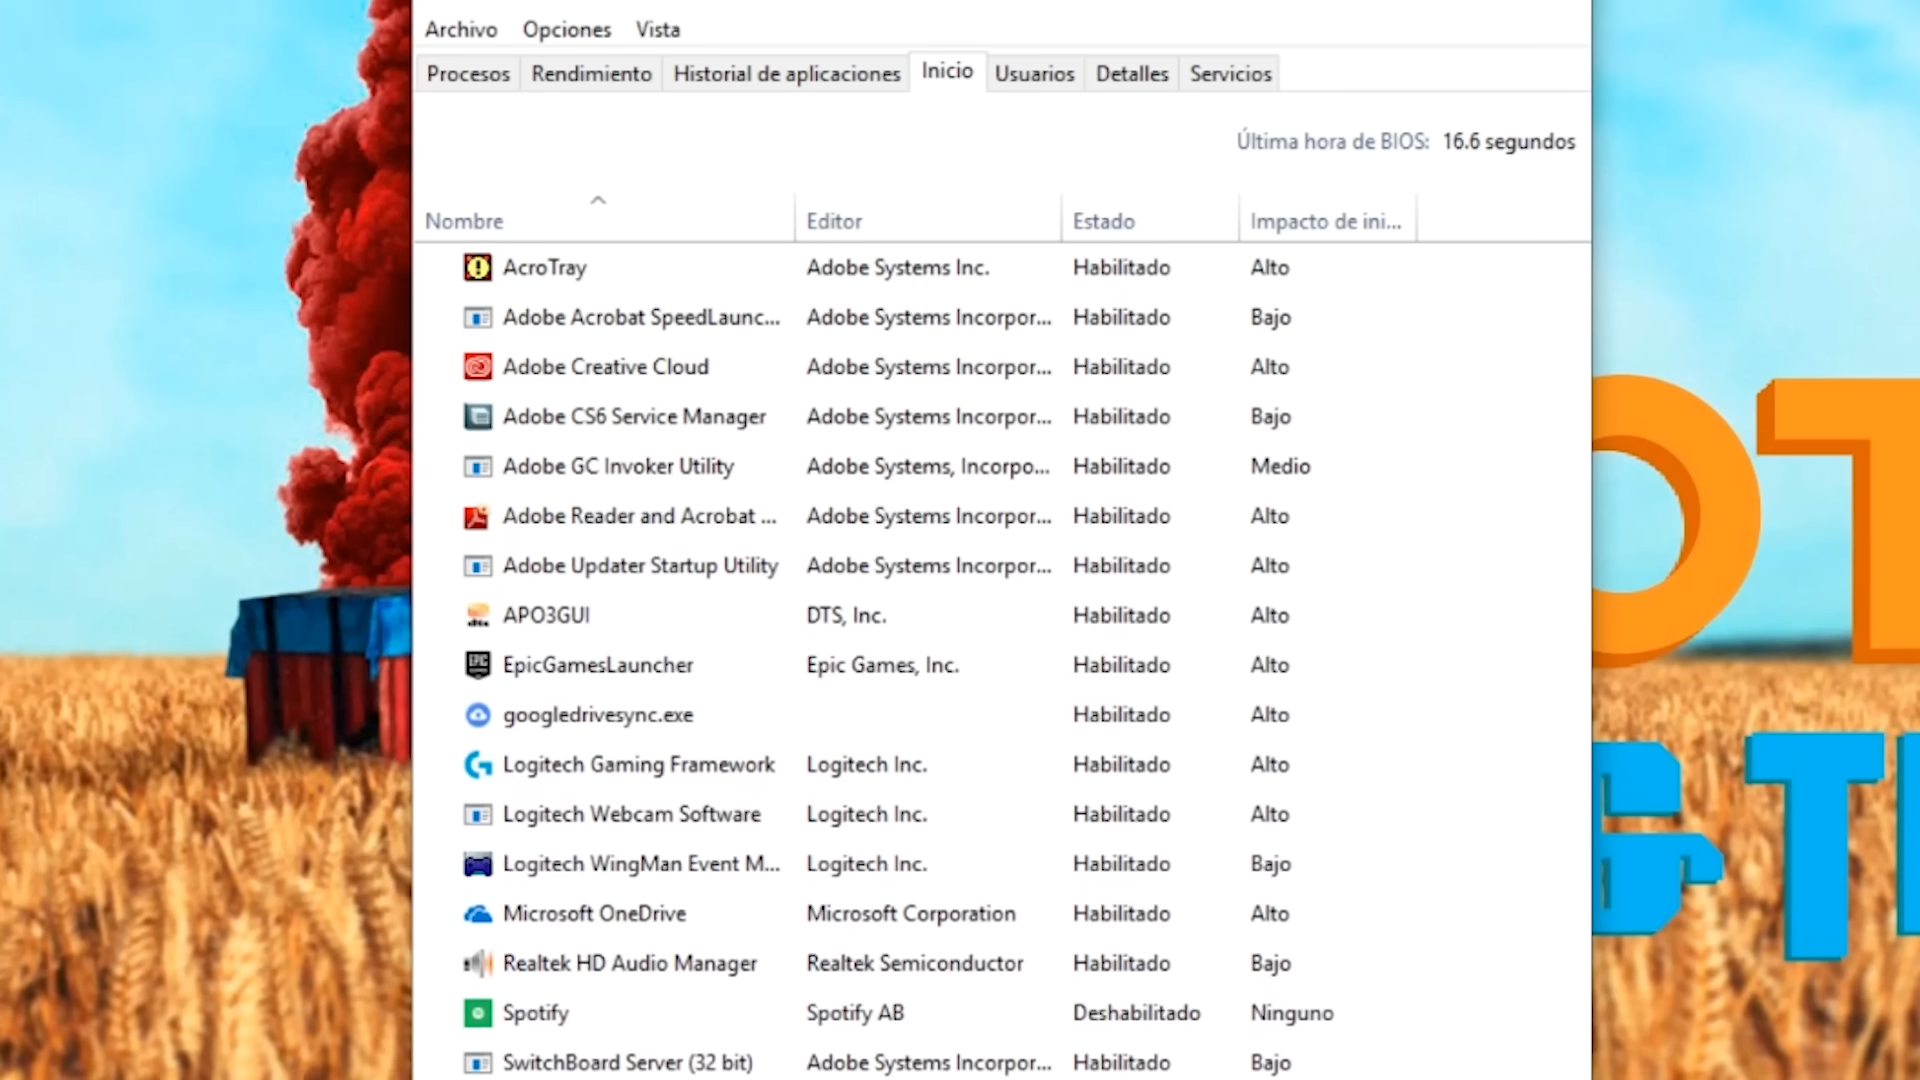 Archivo Opciones Vista
Procesos Rendimiento Historial de aplicaciones Inicio Usuarios Detalles Servicios
Última hora de BIOS: 16.6 segundos
Nombre Editor Estado Impacto de ini...
AcroTray Adobe Systems Inc. Habilitado Alto
Adobe Acrobat SpeedLaunc... Adobe Systems Incorpor... Habilitado Bajo
Adobe Creative Cloud Adobe Systems Incorpor... Habilitado Alto
Adobe CS6 Service Manager Adobe Systems Incorpor... Habilitado Bajo
Adobe GC Invoker Utility Adobe Systems, Incorpo... Habilitado Medio
Adobe Reader and Acrobat ... Adobe Systems Incorpor... Habilitado Alto
Adobe Updater Startup Utility Adobe Systems Incorpor... Habilitado Alto
APO3GUI DTS, Inc. Habilitado Alto
EpicGamesLauncher Epic Games, Inc. Habilitado Alto
googledrivesync.exe Habilitado Alto
Logitech Gaming Framework Logitech Inc. Habilitado Alto
Logitech Webcam Software Logitech Inc. Habilitado Alto
Logitech WingMan Event M... Logitech Inc. Habilitado Bajo
Microsoft OneDrive Microsoft Corporation Habilitado Alto
Realtek HD Audio Manager Realtek Semiconductor Habilitado Bajo
Spotify Spotify AB Deshabilitado Ninguno
SwitchBoard Server (32 bit) Adobe Systems Incorpor... Habilitado Bajo